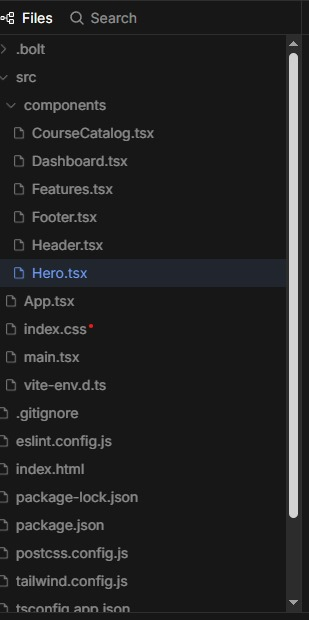 Files Search
.bolt
src
components
CourseCatalog.tsx
Dashboard.tsx
Features.tsx
Footer.tsx
Header.tsx
Hero.tsx
App.tsx
index.css
main.tsx
vite-env.d.ts
.gitignore
eslint.config.js
index.html
package-lock.json
package.json
postcss.config.js
tailwind.config.js
tsconfig.app.json